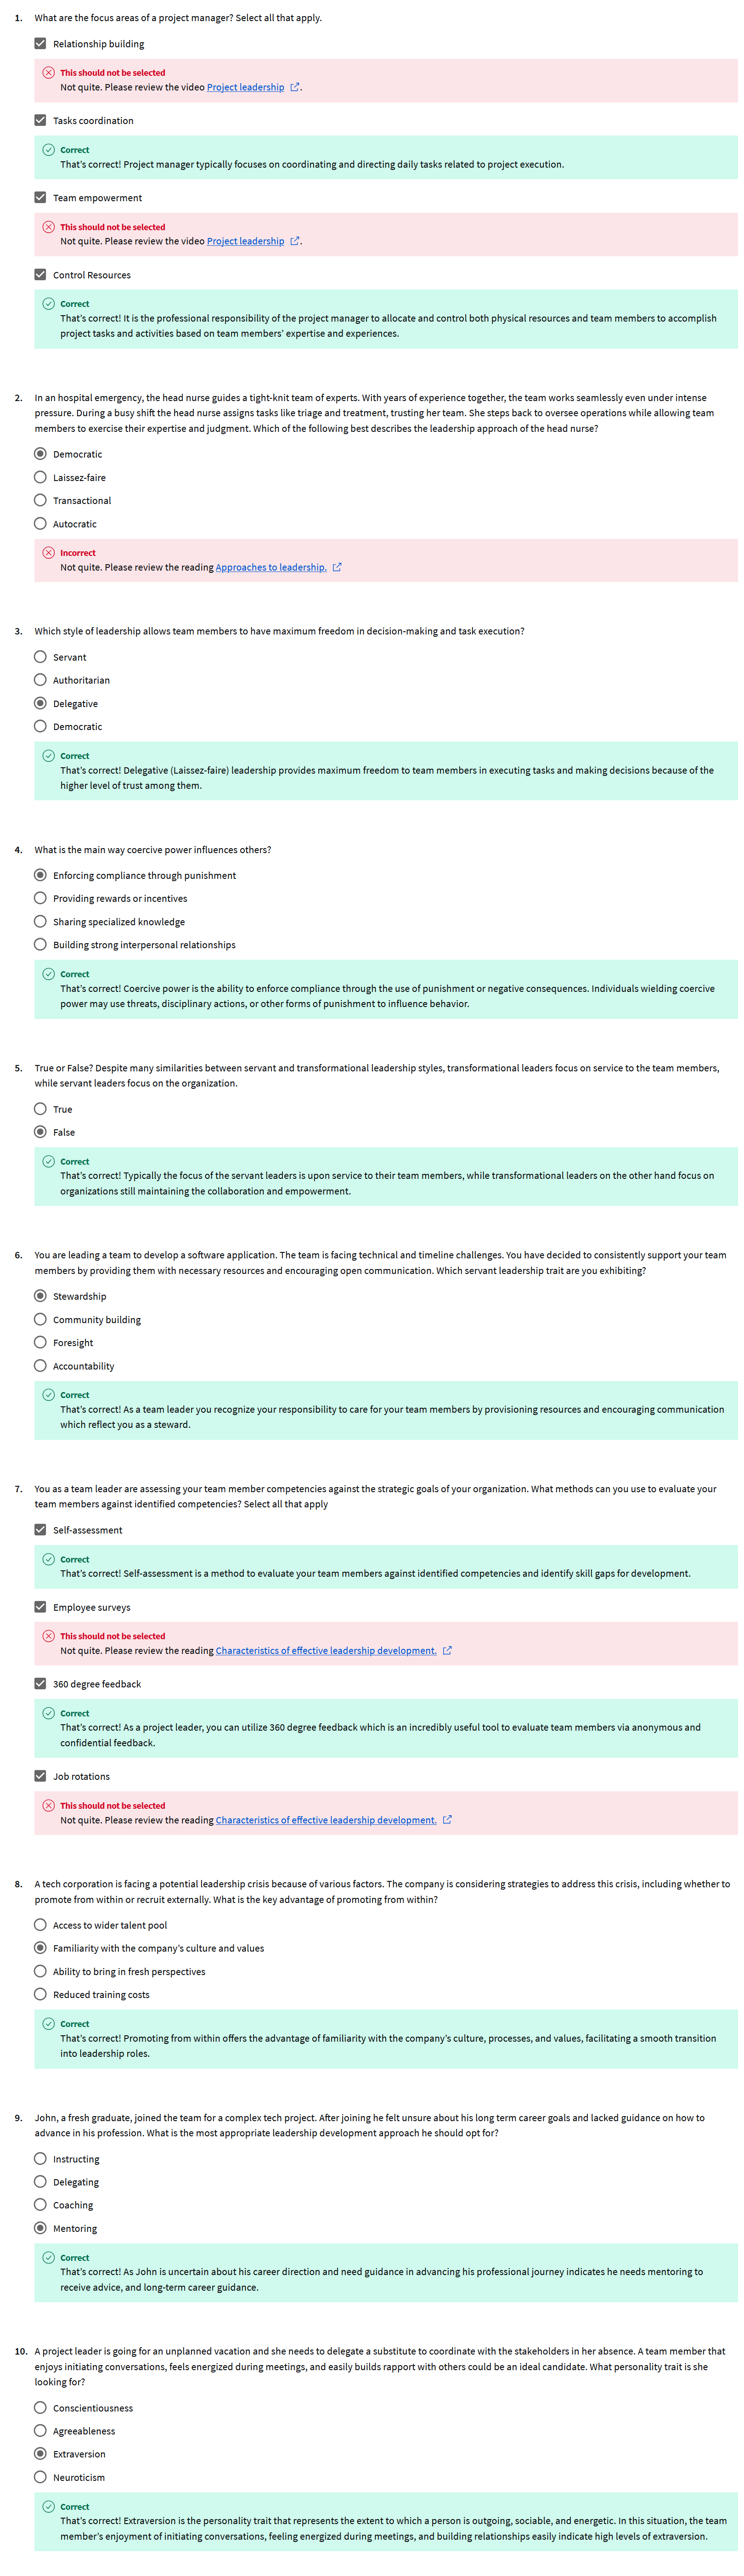 1. What are the focus areas of a project manager? Select all that apply.
Relationship building
This should not be selected
Not quite. Please review the video Project leadership .
Tasks coordination
Correct
That's correct! Project manager typically focuses on coordinating and directing daily tasks related to project execution.
Team empowerment
This should not be selected
Not quite. Please review the video Project leadership .
Control Resources
Correct
That's correct! It is the professional responsibility of the project manager to allocate and control both physical resources and team members to accomplish
project tasks and activities based on team members' expertise and experiences.
2. In an hospital emergency, the head nurse guides a tight-knit team of experts. With years of experience together, the team works seamlessly even under intense
pressure. During a busy shift the head nurse assigns tasks like triage and treatment, trusting her team. She steps back to oversee operations while allowing team
members to exercise their expertise and judgment. Which of the following best describes the leadership approach of the head nurse?
Democratic
Laissez-faire
Transactional
Autocratic
Incorrect
Not quite. Please review the reading Approaches to leadership.
3. Which style of leadership allows team members to have maximum freedom in decision-making and task execution?
Servant
Authoritarian
Delegative
Democratic
Correct
That's correct! Delegative (Laissez-faire) leadership provides maximum freedom to team members in executing tasks and making decisions because of the
higher level of trust among them.
4. What is the main way coercive power influences others?
Enforcing compliance through punishment
Providing rewards or incentives
Sharing specialized knowledge
Building strong interpersonal relationships
Correct
That's correct! Coercive power is the ability to enforce compliance through the use of punishment or negative consequences. Individuals wielding coercive
power may use threats, disciplinary actions, or other forms of punishment to influence behavior.
5. True or False? Despite many similarities between servant and transformational leadership styles, transformational leaders focus on service to the team members,
while servant leaders focus on the organization.
True
False
Correct
That's correct! Typically the focus of the servant leaders is upon service to their team members, while transformational leaders on the other hand focus on
organizations still maintaining the collaboration and empowerment.
6. You are leading a team to develop a software application. The team is facing technical and timeline challenges. You have decided to consistently support your team
members by providing them with necessary resources and encouraging open communication. Which servant leadership trait are you exhibiting?
Stewardship
Community building
Foresight
Accountability
Correct
That's correct! As a team leader you recognize your responsibility to care for your team members by provisioning resources and encouraging communication
which reflect you as a steward.
7. You as a team leader are assessing your team member competencies against the strategic goals of your organization. What methods can you use to evaluate your
team members against identified competencies? Select all that apply
Self-assessment
Correct
That's correct! Self-assessment is a method to evaluate your team members against identified competencies and identify skill gaps for development.
Employee surveys
This should not be selected
Not quite. Please review the reading Characteristics of effective leadership development.
360 degree feedback
Correct
That's correct! As a project leader, you can utilize 360 degree feedback which is an incredibly useful tool to evaluate team members via anonymous and
confidential feedback.
Job rotations
This should not be selected
Not quite. Please review the reading Characteristics of effective leadership development.
8. A tech corporation is facing a potential leadership crisis because of various factors. The company is considering strategies to address this crisis, including whether to
promote from within or recruit externally. What is the key advantage of promoting from within?
Access to wider talent pool
Familiarity with the company's culture and values
Ability to bring in fresh perspectives
Reduced training costs
Correct
That's correct! Promoting from within offers the advantage of familiarity with the company's culture, processes, and values, facilitating a smooth transition
into leadership roles.
9. John, a fresh graduate, joined the team for a complex tech project. After joining he felt unsure about his long term career goals and lacked guidance on how to
advance in his profession. What is the most appropriate leadership development approach he should opt for?
Instructing
Delegating
Coaching
Mentoring
Correct
That's correct! As John is uncertain about his career direction and need guidance in advancing his professional journey indicates he needs mentoring to
receive advice, and long-term career guidance.
10. A project leader is going for an unplanned vacation and she needs to delegate a substitute to coordinate with the stakeholders in her absence. A team member that
enjoys initiating conversations, feels energized during meetings, and easily builds rapport with others could be an ideal candidate. What personality trait is she
looking for?
Conscientiousness
Agreeableness
Extraversion
Neuroticism
Correct
That's correct! Extraversion is the personality trait that represents the extent to which a person is outgoing, sociable, and energetic. In this situation, the team
member's enjoyment of initiating conversations, feeling energized during meetings, and building relationships easily indicate high levels of extraversion.